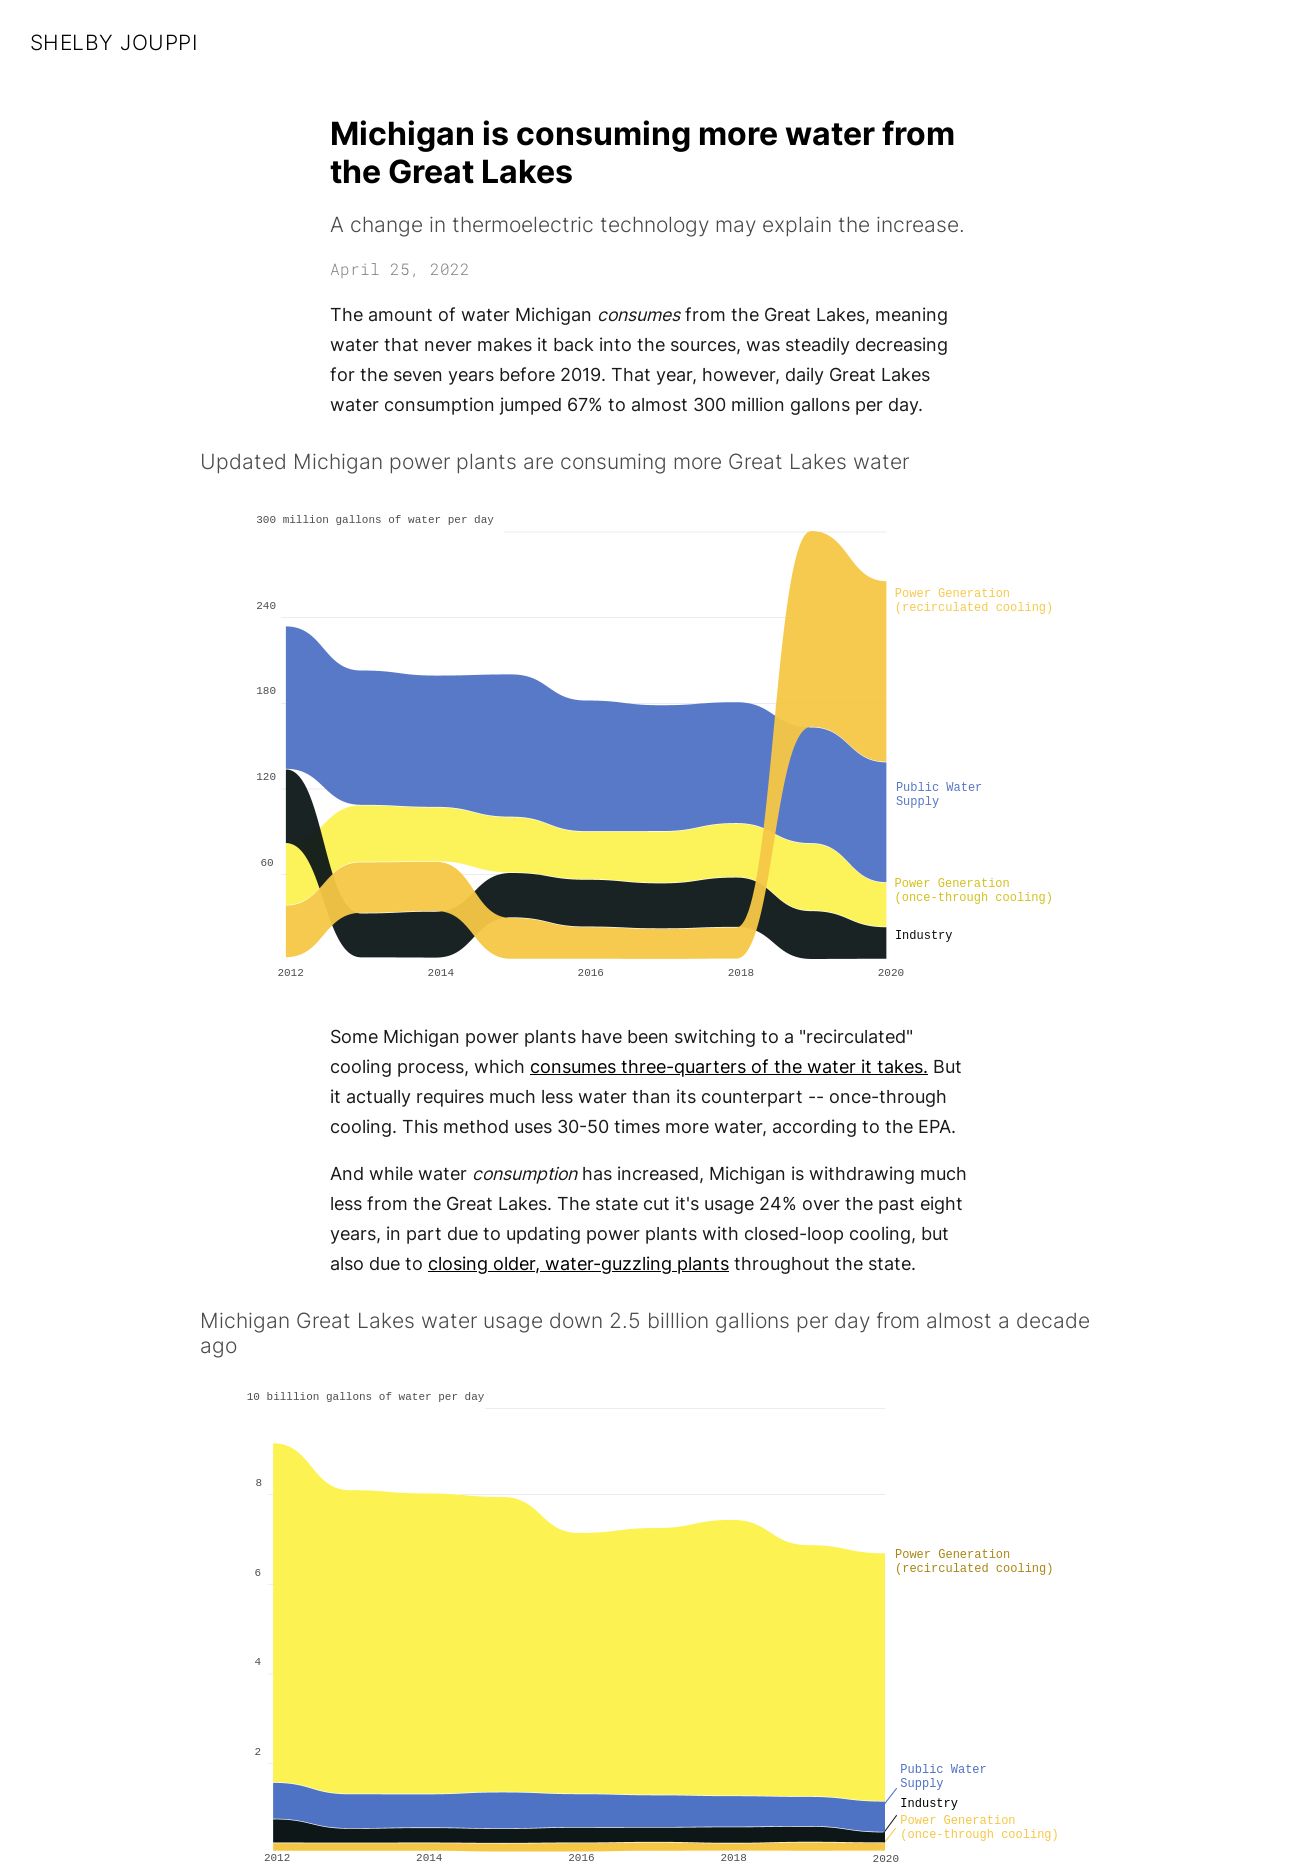 SHELBY JOUPPI
Michigan is consuming more water from
the Great Lakes
A change in thermoelectric technology may explain the increase.
April 25, 2022
The amount of water Michigan consumes from the Great Lakes, meaning
water that never makes it back into the sources, was steadily decreasing
for the seven years before 2019. That year, however, daily Great Lakes
water consumption jumped 67% to almost 300 million gallons per day.
Updated Michigan power plants are consuming more Great Lakes water
300 million gallons of water per day
240
180
120
60
Power Generation
(recirculated cooling)
Public Water
Supply
Power Generation
(once-through cooling)
Industry
2012
2014
2016
2018
2020
Some Michigan power plants have been switching to a "recirculated"
cooling process, which consumes three-quarters of the water it takes. But
it actually requires much less water than its counterpart -- once-through
cooling. This method uses 30-50 times more water, according to the EPA.
And while water consumption has increased, Michigan is withdrawing much
less from the Great Lakes. The state cut it's usage 24% over the past eight
years, in part due to updating power plants with closed-loop cooling, but
also due to closing older, water-guzzling plants throughout the state.
Michigan Great Lakes water usage down 2.5 billlion gallions per day from almost a decade
ago
10 billlion gallons of water per day
8
6
4
2
Power Generation
(recirculated cooling)
Public Water
Supply
Industry
Power Generation
(once-through cooling)
2012
2014
2016
2018
2020